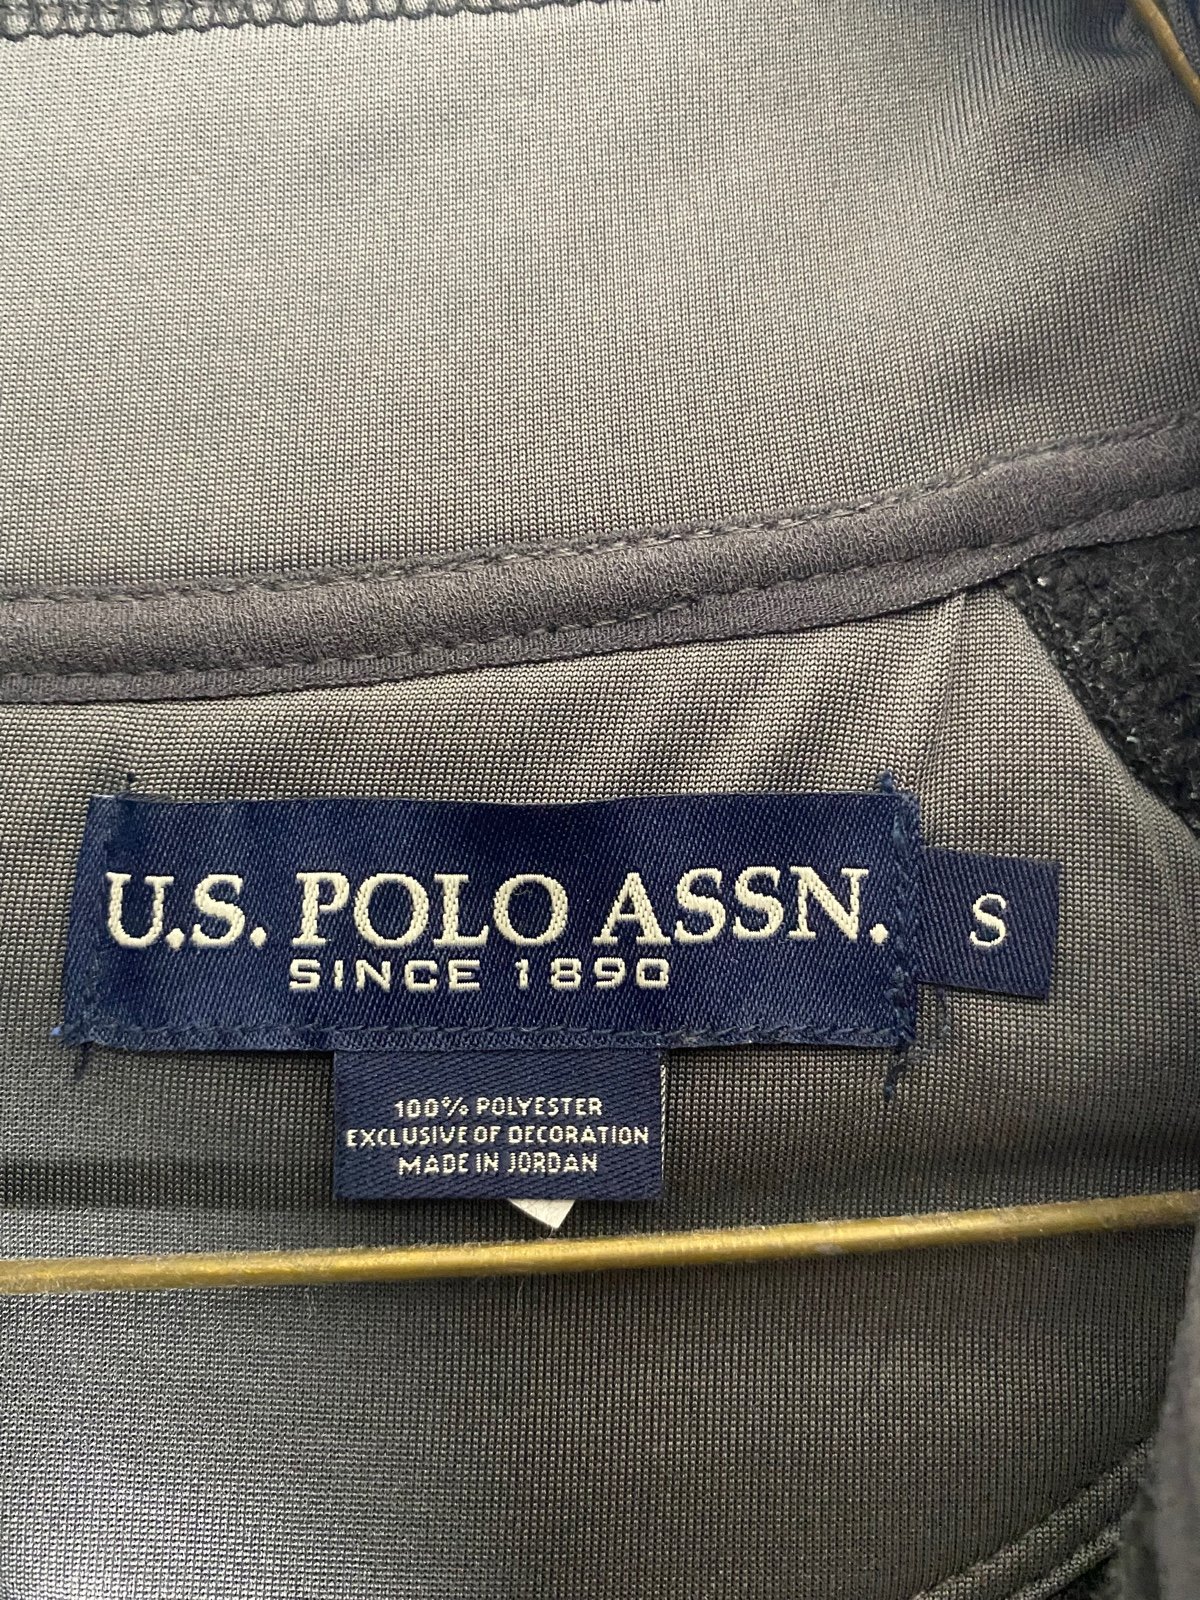 U.S. POLO ASSN.
SINCE 1890
S
100% POLYESTER
EXCLUSIVE OF DECORATION
MADE IN JORDAN